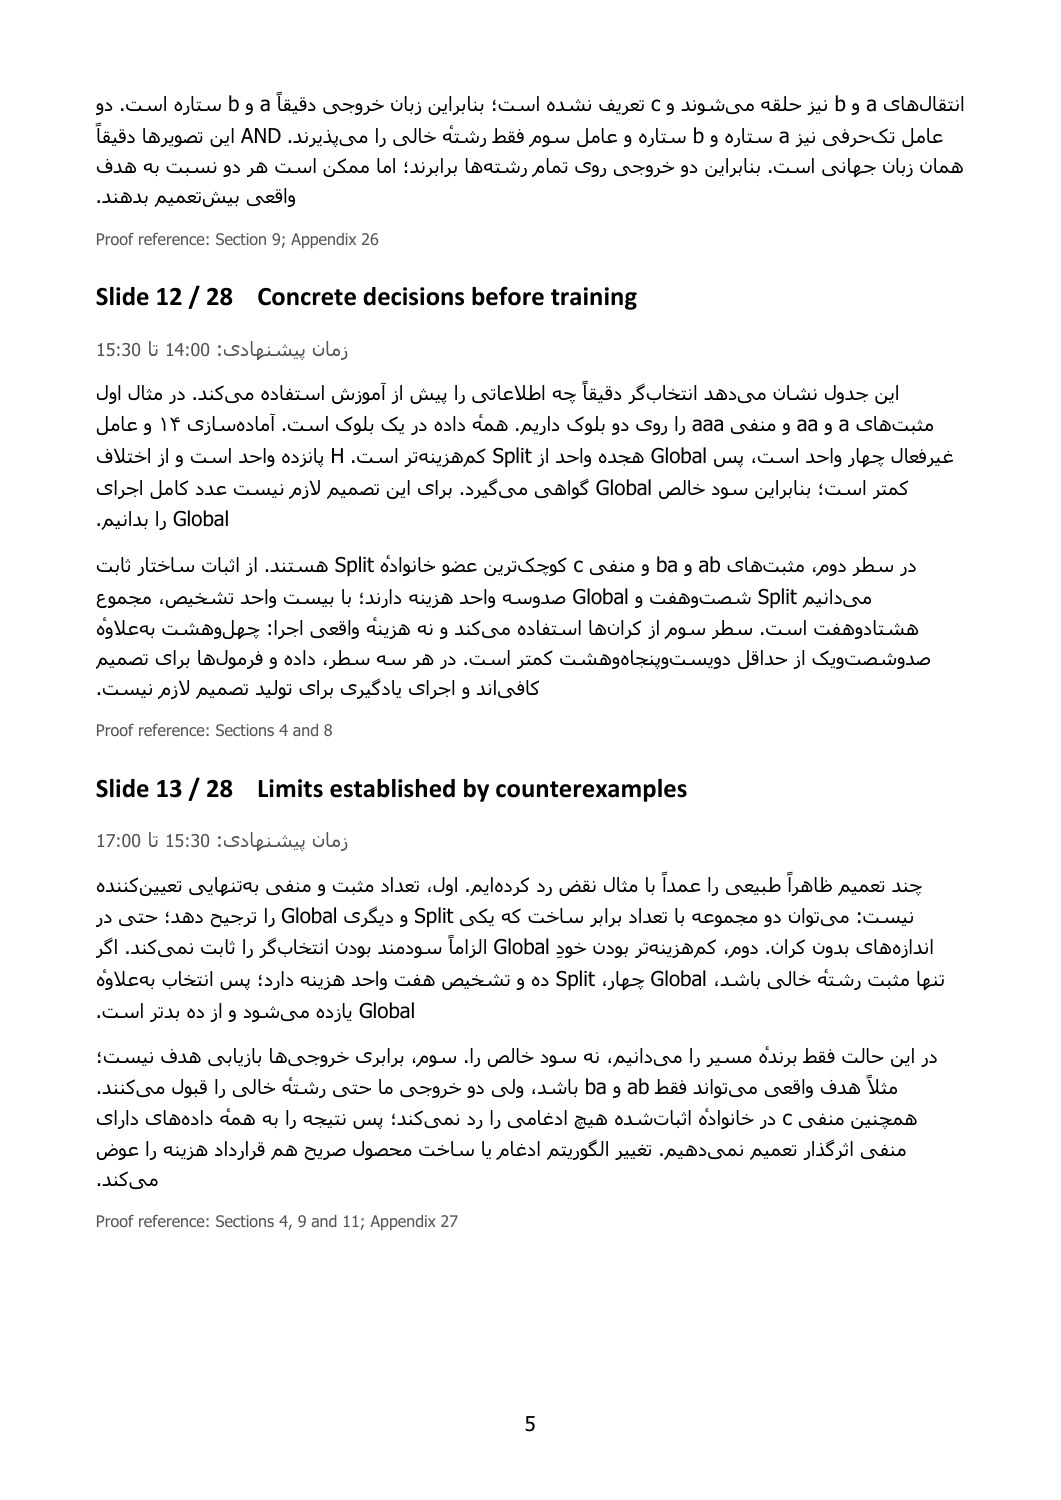 انتقال‌های a و b نیز حلقه می‌شوند و c تعریف نشده است؛ بنابراین زبان خروجی دقیقاً a و b ستاره است. دو
عامل تک‌حرفی نیز a ستاره و b ستاره و عامل سوم فقط رشتهٔ خالی را می‌پذیرند. AND این تصویرها دقیقاً
همان زبان جهانی است. بنابراین دو خروجی روی تمام رشته‌ها برابرند؛ اما ممکن است هر دو نسبت به هدف
واقعی بیش‌تعمیم بدهند.
Proof reference: Section 9; Appendix 26
Slide 12 / 28 Concrete decisions before training
زمان پیشنهادی: 14:00 تا 15:30
این جدول نشان می‌دهد انتخاب‌گر دقیقاً چه اطلاعاتی را پیش از آموزش استفاده می‌کند. در مثال اول
مثبت‌های a و aa و منفی aaa را روی دو بلوک داریم. همهٔ داده در یک بلوک است. آماده‌سازی ۱۴ و عامل
غیرفعال چهار واحد است، پس Global هجده واحد از Split کم‌هزینه‌تر است. H پانزده واحد است و از اختلاف
کمتر است؛ بنابراین سود خالص Global گواهی می‌گیرد. برای این تصمیم لازم نیست عدد کامل اجرای
Global را بدانیم.
در سطر دوم، مثبت‌های ab و ba و منفی c کوچک‌ترین عضو خانوادهٔ Split هستند. از اثبات ساختار ثابت
می‌دانیم Split شصت‌وهفت و Global صدوسه واحد هزینه دارند؛ با بیست واحد تشخیص، مجموع
هشتادوهفت است. سطر سوم از کران‌ها استفاده می‌کند و نه هزینهٔ واقعی اجرا: چهل‌وهشت به‌علاوهٔ
صدوشصت‌ویک از حداقل دویست‌وپنجاه‌وهشت کمتر است. در هر سه سطر، داده و فرمول‌ها برای تصمیم
کافی‌اند و اجرای یادگیری برای تولید تصمیم لازم نیست.
Proof reference: Sections 4 and 8
Slide 13 / 28 Limits established by counterexamples
زمان پیشنهادی: 15:30 تا 17:00
چند تعمیم ظاهراً طبیعی را عمداً با مثال نقض رد کرده‌ایم. اول، تعداد مثبت و منفی به‌تنهایی تعیین‌کننده
نیست: می‌توان دو مجموعه با تعداد برابر ساخت که یکی Split و دیگری Global را ترجیح دهد؛ حتی در
اندازه‌های بدون کران. دوم، کم‌هزینه‌تر بودن خودِ Global الزاماً سودمند بودن انتخاب‌گر را ثابت نمی‌کند. اگر
تنها مثبت رشتهٔ خالی باشد، Global چهار، Split ده و تشخیص هفت واحد هزینه دارد؛ پس انتخاب به‌علاوهٔ
Global یازده می‌شود و از ده بدتر است.
در این حالت فقط برندهٔ مسیر را می‌دانیم، نه سود خالص را. سوم، برابری خروجی‌ها بازیابی هدف نیست؛
مثلاً هدف واقعی می‌تواند فقط ab و ba باشد، ولی دو خروجی ما حتی رشتهٔ خالی را قبول می‌کنند.
همچنین منفی c در خانوادهٔ اثبات‌شده هیچ ادغامی را رد نمی‌کند؛ پس نتیجه را به همهٔ داده‌های دارای
منفی اثرگذار تعمیم نمی‌دهیم. تغییر الگوریتم ادغام یا ساخت محصول صریح هم قرارداد هزینه را عوض
می‌کند.
Proof reference: Sections 4, 9 and 11; Appendix 27
5